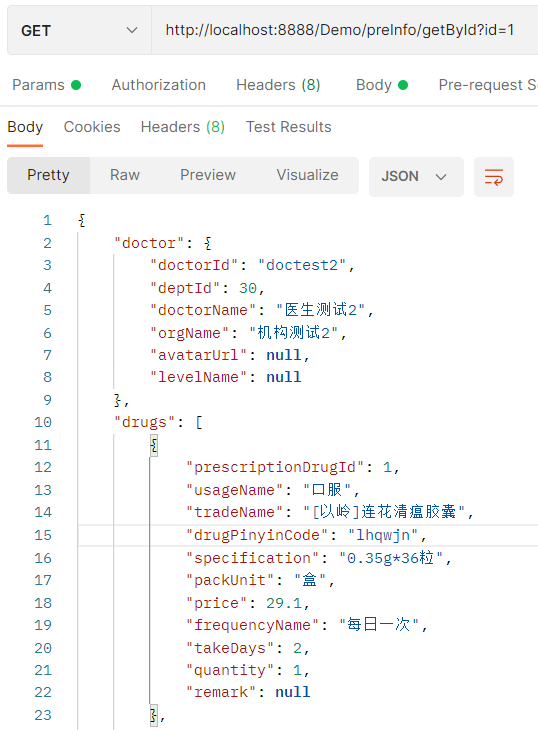 GET http://localhost:8888/Demo/preInfo/getById?id=1
Params Authorization Headers (8) Body Pre-request S
Body Cookies Headers (8) Test Results
Pretty Raw Preview Visualize JSON
1 {
2 "doctor": {
3 "doctorId": "doctest2",
4 "deptId": 30,
5 "doctorName": "医生测试2",
6 "orgName": "机构测试2",
7 "avatarUrl": null,
8 "levelName": null
9 },
10 "drugs": [
11 {
12 "prescriptionDrugId": 1,
13 "usageName": "口服",
14 "tradeName": "[以岭]连花清瘟胶囊",
15 "drugPinyinCode": "lhqwjn",
16 "specification": "0.35g*36粒",
17 "packUnit": "盒",
18 "price": 29.1,
19 "frequencyName": "每日一次",
20 "takeDays": 2,
21 "quantity": 1,
22 "remark": null
23 },